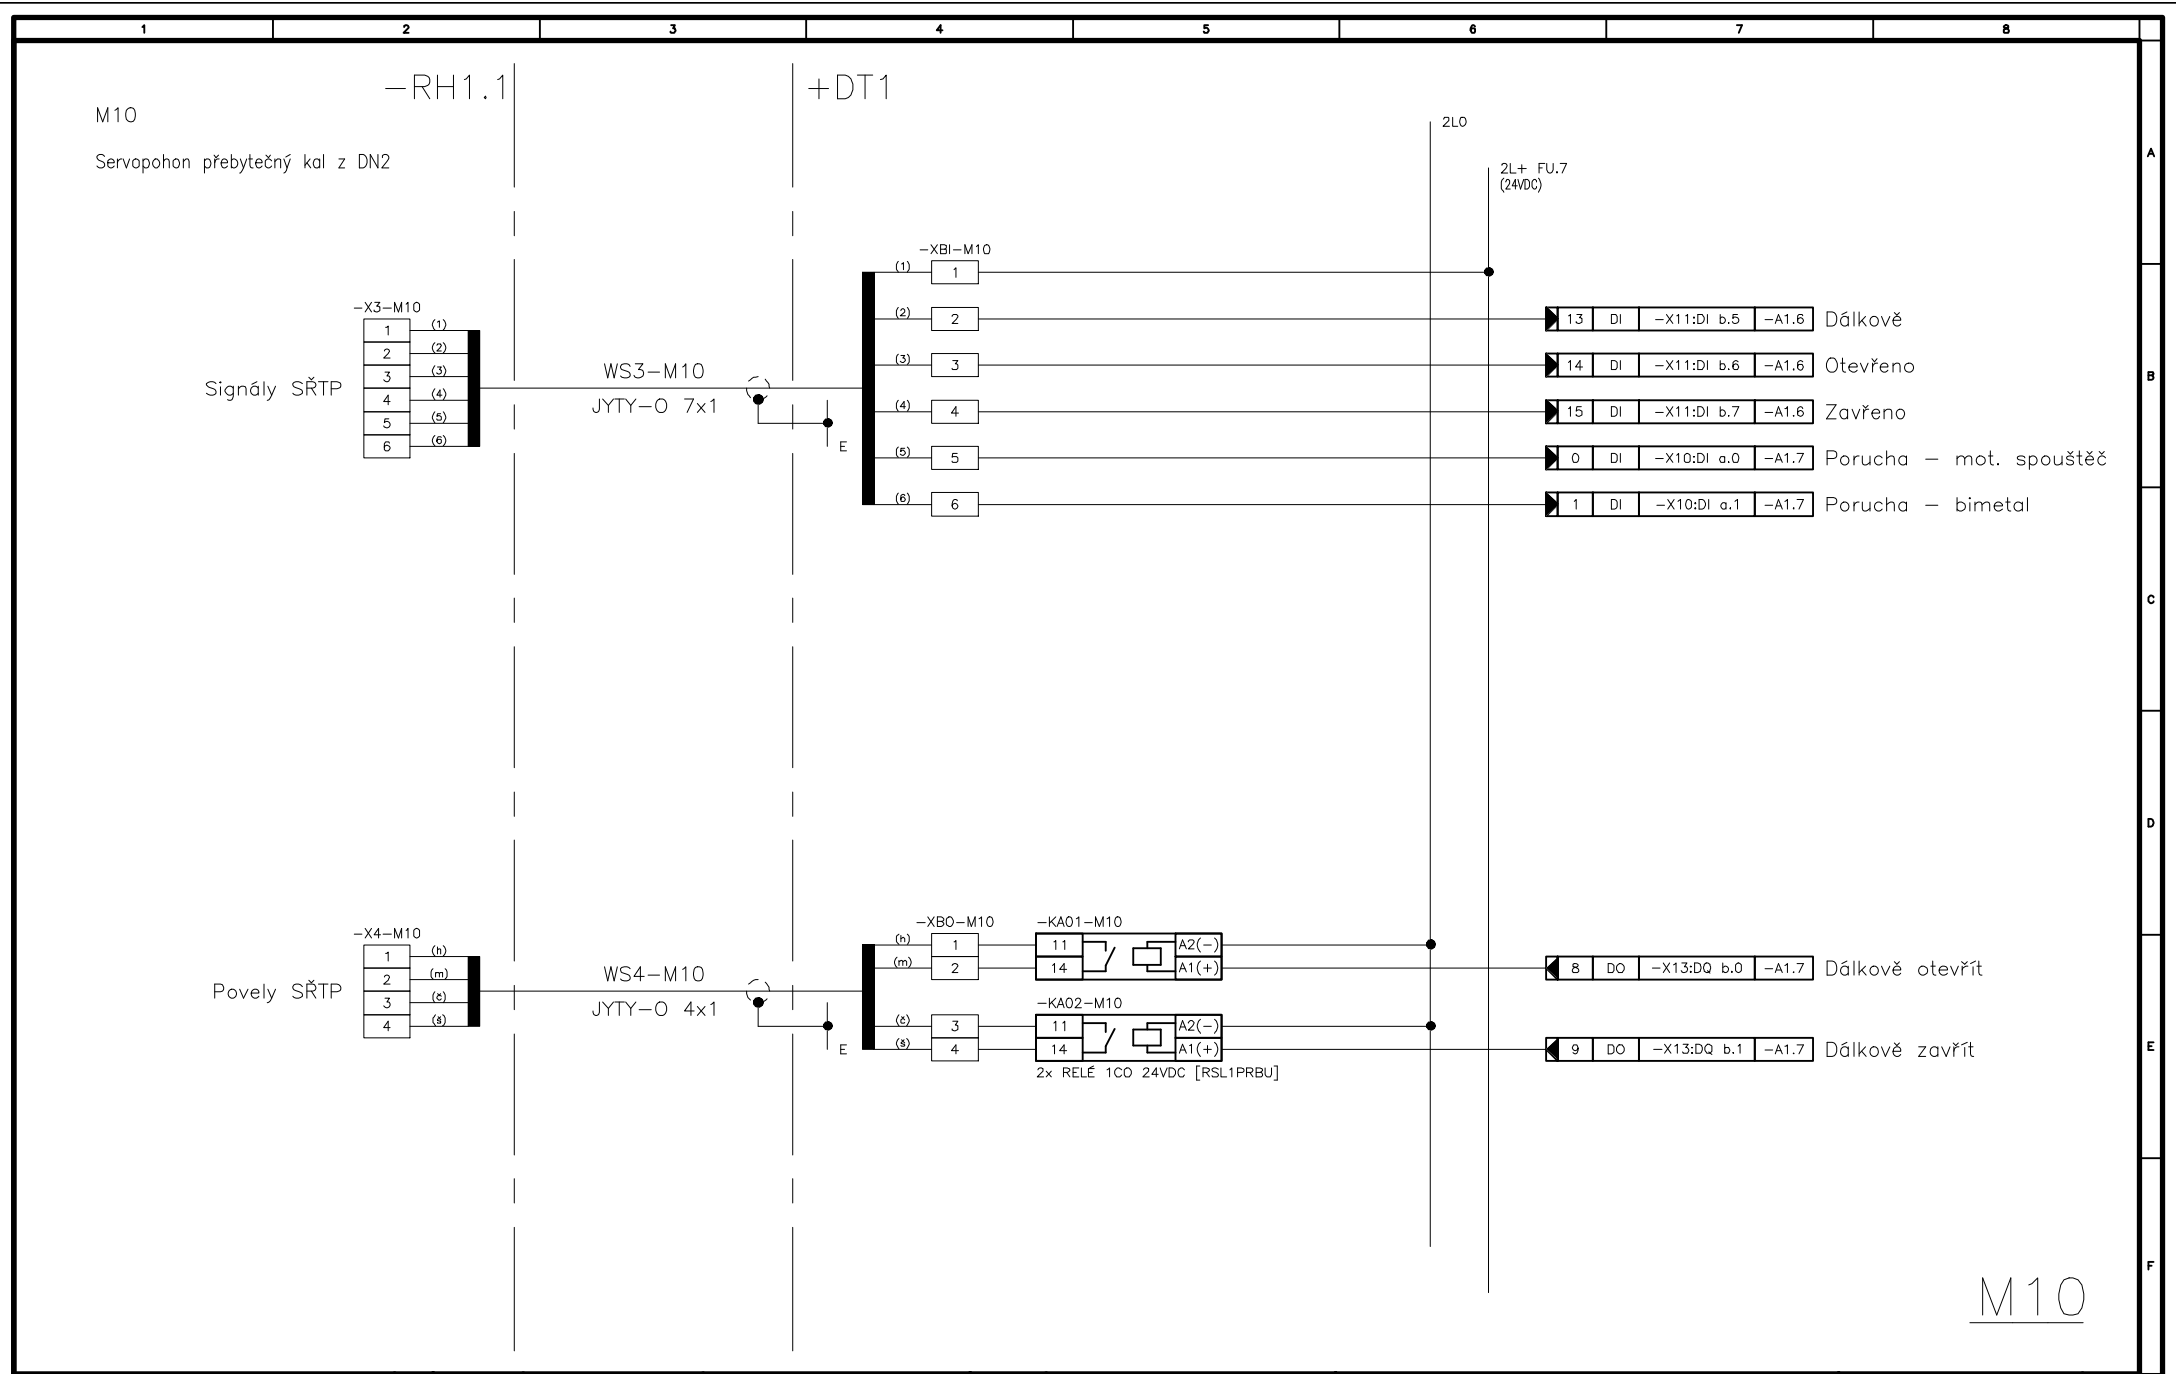 1 2 3 4 5 6 7 8
-RH1.1 +DT1
M10
2L0
Servopohon přebytečný kal z DN2
A
2L+ FU.7
(24VDC)
-XBI-M10
(1) 1
-X3-M10
1 (1)
2 (2)
3 (3)
4 (4)
5 (5)
6 (6)
Signály SŘTP
WS3-M10
JYTY-O 7x1
E
(2) 2 13 DI -X11:DI b.5 -A1.6 Dálkově
(3) 3 14 DI -X11:DI b.6 -A1.6 Otevřeno
B
(4) 4 15 DI -X11:DI b.7 -A1.6 Zavřeno
(5) 5 0 DI -X10:DI a.0 -A1.7 Porucha - mot. spouštěč
(6) 6 1 DI -X10:DI a.1 -A1.7 Porucha - bimetal
C
D
-X4-M10
1 (h)
2 (m)
3 (č)
4 (š)
Povely SŘTP
WS4-M10
JYTY-O 4x1
E
-XBO-M10 -KA01-M10
(h) 1 11 A2(-)
(m) 2 14 A1(+) 8 DO -X13:DQ b.0 -A1.7 Dálkově otevřít
-KA02-M10
(č) 3 11 A2(-)
(š) 4 14 A1(+) 9 DO -X13:DQ b.1 -A1.7 Dálkově zavřít
E
2x RELÉ 1CO 24VDC [RSL1PRBU]
F
M10